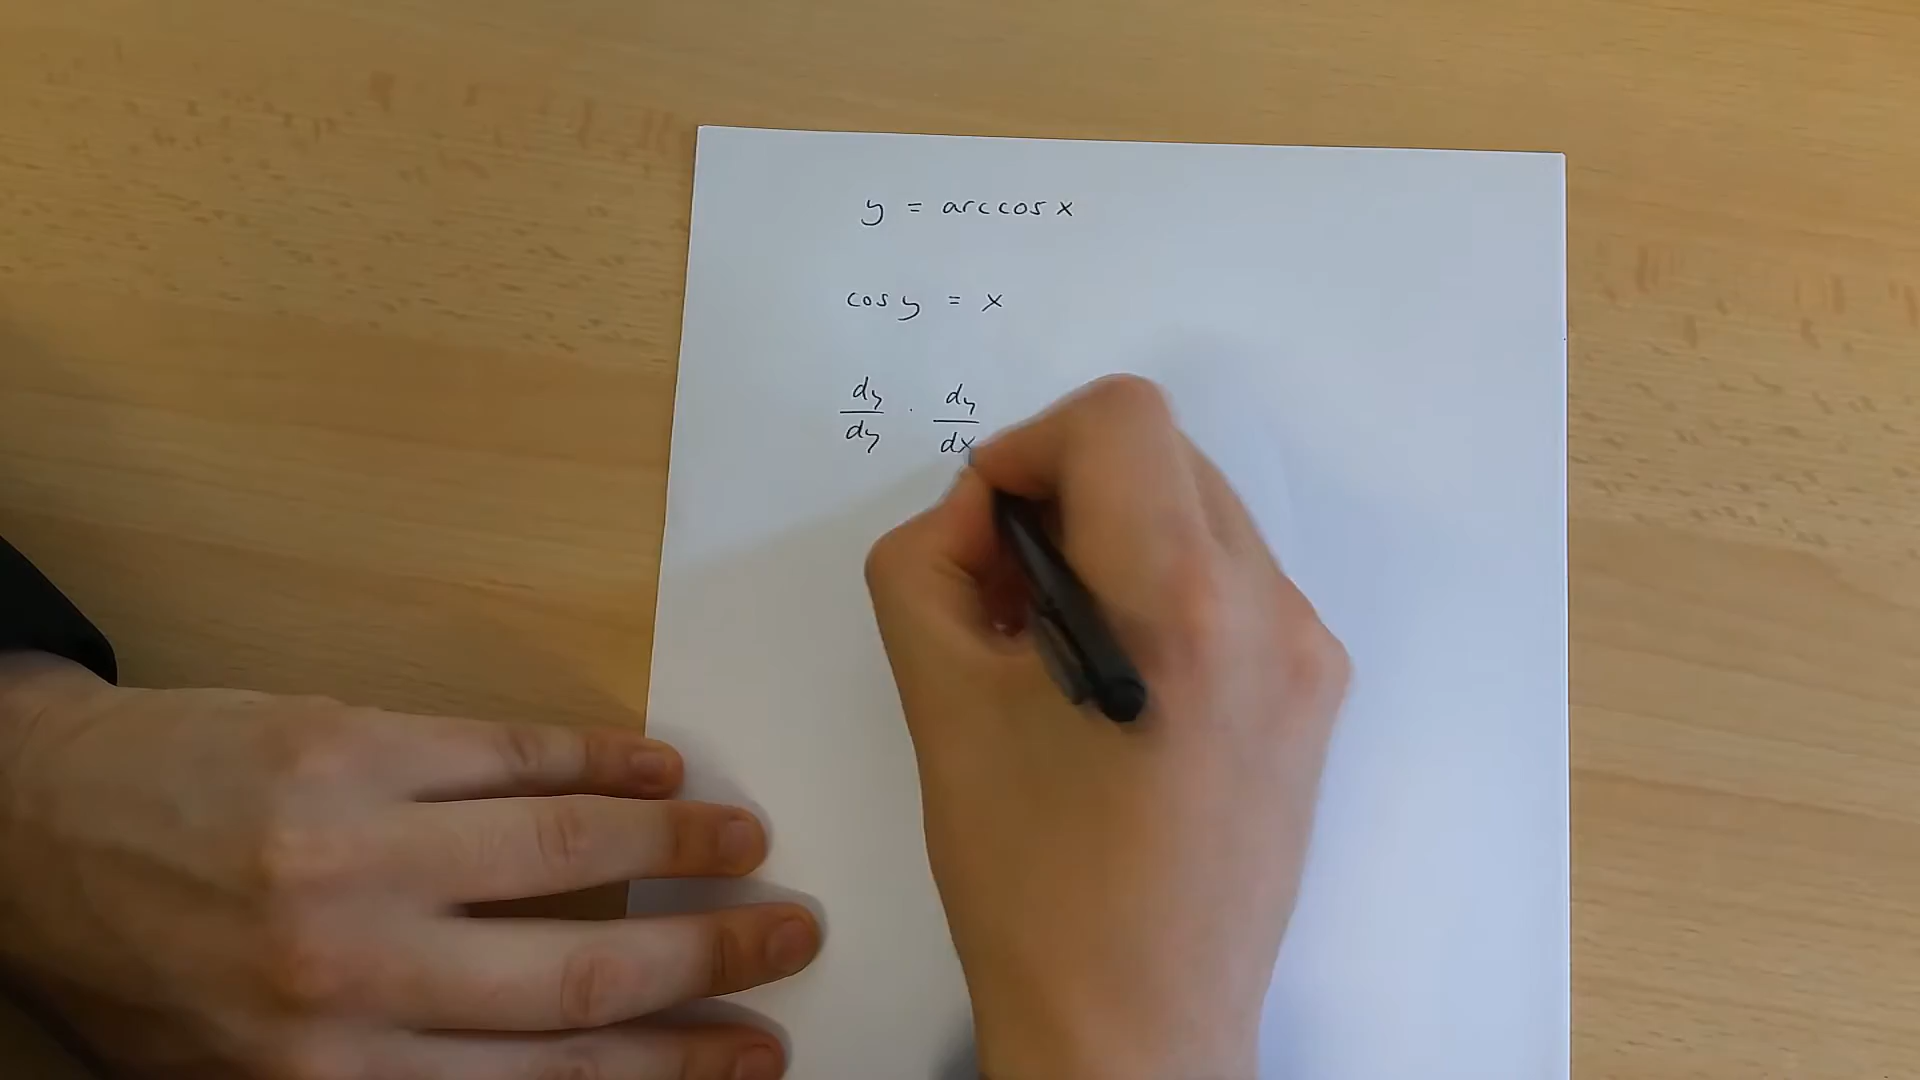 y = arccos x
cos y = x
dy/dy · dy/dx